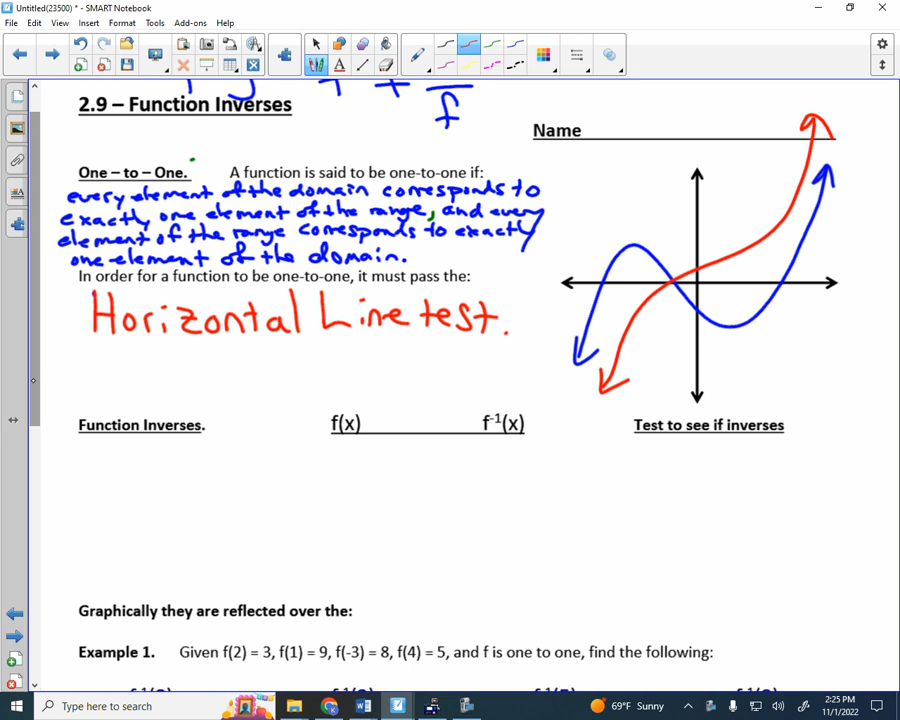 Untitled(23500) * - SMART Notebook
File Edit View Insert Format Tools Add-ons Help
2.9 – Function Inverses
f
Name
One – to – One. A function is said to be one-to-one if:
every element of the domain corresponds to
exactly one element of the range, and every
element of the range corresponds to exactly
one element of the domain.
In order for a function to be one-to-one, it must pass the:
Horizontal Line test.
Function Inverses. f(x) f⁻¹(x) Test to see if inverses
Graphically they are reflected over the:
Example 1. Given f(2) = 3, f(1) = 9, f(-3) = 8, f(4) = 5, and f is one to one, find the following:
Type here to search
69°F Sunny
2:25 PM
11/1/2022